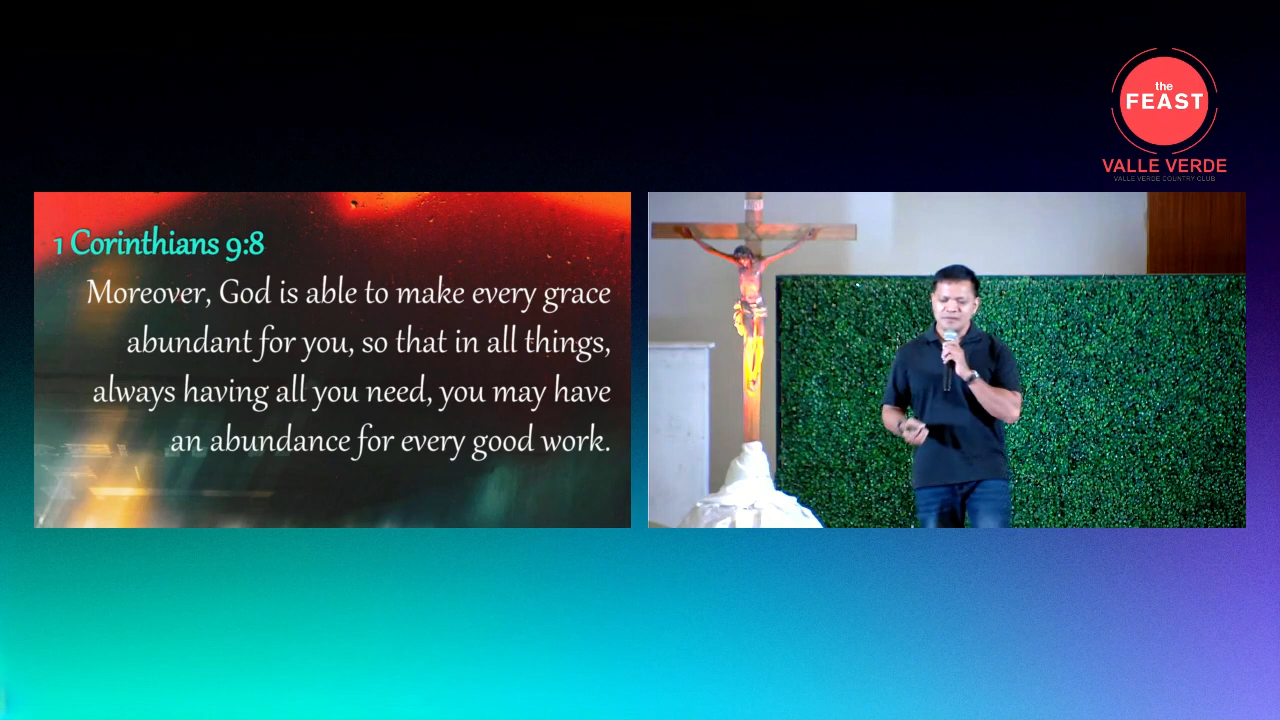 the
FEAST
VALLE VERDE
VALLE VERDE COUNTRY CLUB
1 Corinthians 9:8
Moreover, God is able to make every grace
abundant for you, so that in all things,
always having all you need, you may have
an abundance for every good work.